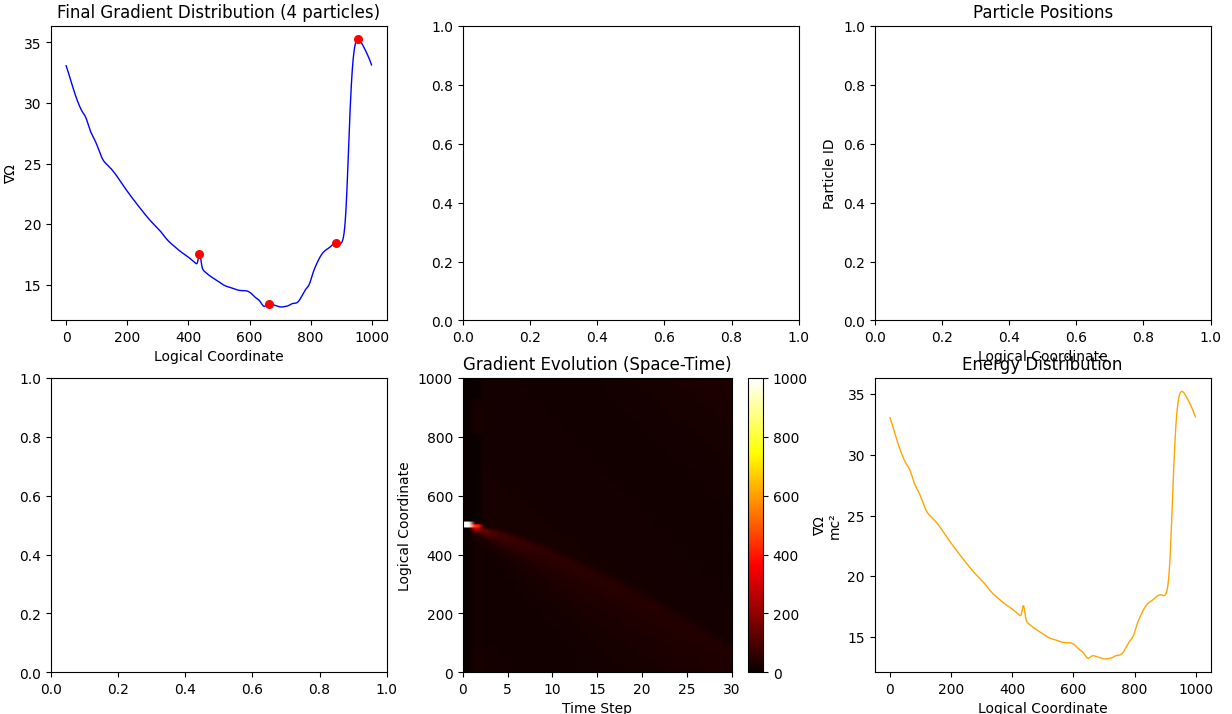 Final Gradient Distribution (4 particles)
35
30
25
20
15
∇Ω
0 200 400 600 800 1000
Logical Coordinate
1.0
0.8
0.6
0.4
0.2
0.0
0.0 0.2 0.4 0.6 0.8 1.0
Particle Positions
1.0
0.8
0.6
0.4
0.2
0.0
Particle ID
0.0 0.2 0.4 0.6 0.8 1.0
Logical Coordinate
1.0
0.8
0.6
0.4
0.2
0.0
0.0 0.2 0.4 0.6 0.8 1.0
Gradient Evolution (Space-Time)
1000
800
600
400
200
0
Logical Coordinate
0 5 10 15 20 25 30
Time Step
1000
800
600
400
200
0
Energy Distribution
35
30
25
20
15
∇Ω
mc²
0 200 400 600 800 1000
Logical Coordinate